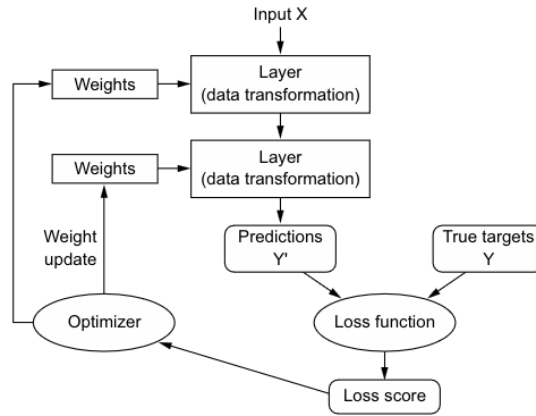 Input X
Layer
(data transformation)
Weights
Layer
(data transformation)
Weights
Predictions
Y'
True targets
Y
Weight
update
Optimizer
Loss function
Loss score